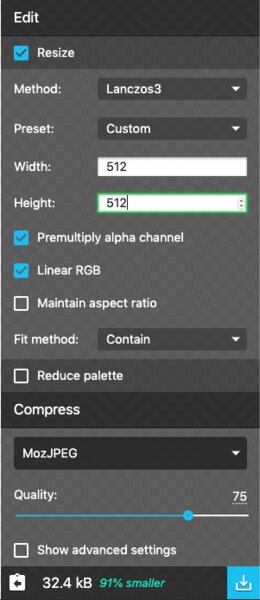 Edit
Resize
Method: Lanczos3
Preset: Custom
Width: 512
Height: 512
Premultiply alpha channel
Linear RGB
Maintain aspect ratio
Fit method: Contain
Reduce palette
Compress
MozJPEG
Quality: 75
Show advanced settings
32.4 kB 91% smaller